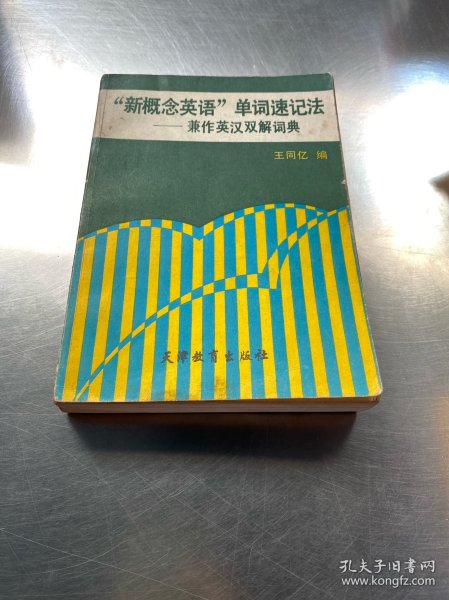 “新概念英语”单词速记法
——兼作英汉双解词典
王同亿 编
天津教育出版社
孔夫子旧书网
www.kongfz.com